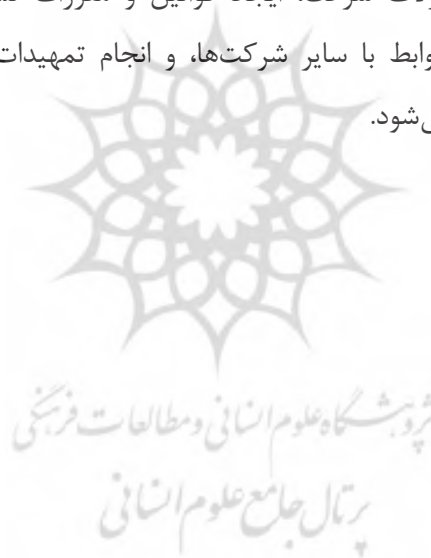 شرکت، ایجاد قوانین و مقررات
وابط با سایر شرکت‌ها، و انجام تمهیدات
ی‌شود.
پژوهشگاه علوم انسانی و مطالعات فرهنگی
پرتال جامع علوم انسانی